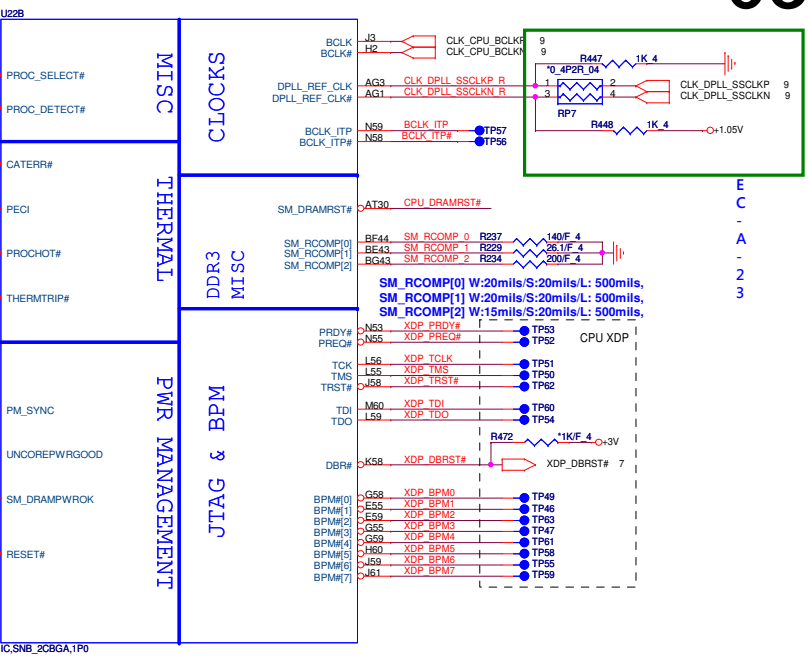 U22B
MISC
THERMAL
PWR MANAGEMENT
CLOCKS
DDR3
MISC
JTAG & BPM
PROC_SELECT#
PROC_DETECT#
CATERR#
PECI
PROCHOT#
THERMTRIP#
PM_SYNC
UNCOREPWRGOOD
SM_DRAMPWROK
RESET#
BCLK J3 CLK_CPU_BCLKP 9
BCLK# H2 CLK_CPU_BCLKN 9
R447 1K_4
*0_4P2R_04
DPLL_REF_CLK AG3 CLK_DPLL_SSCLKP_R 1 2 CLK_DPLL_SSCLKP 9
DPLL_REF_CLK# AG1 CLK_DPLL_SSCLKN_R 3 4 CLK_DPLL_SSCLKN 9
RP7
R448 1K_4 +1.05V
BCLK_ITP N59 BCLK_ITP TP57
BCLK_ITP# N58 BCLK_ITP# TP56
E
C
-
A
-
2
3
SM_DRAMRST# AT30 CPU_DRAMRST#
SM_RCOMP[0] BF44 SM_RCOMP_0 R237 140/F_4
SM_RCOMP[1] BE43 SM_RCOMP_1 R229 26.1/F_4
SM_RCOMP[2] BG43 SM_RCOMP_2 R234 200/F_4
SM_RCOMP[0] W:20mils/S:20mils/L: 500mils,
SM_RCOMP[1] W:20mils/S:20mils/L: 500mils,
SM_RCOMP[2] W:15mils/S:20mils/L: 500mils,
CPU XDP
PRDY# N53 XDP_PRDY# TP53
PREQ# N55 XDP_PREQ# TP52
TCK L56 XDP_TCLK TP51
TMS L55 XDP_TMS TP50
TRST# J58 XDP_TRST# TP62
TDI M60 XDP_TDI TP60
TDO L59 XDP_TDO TP54
R472 *1K/F_4 +3V
DBR# K58 XDP_DBRST# XDP_DBRST# 7
BPM#[0] G58 XDP_BPM0 TP49
BPM#[1] E55 XDP_BPM1 TP46
BPM#[2] E59 XDP_BPM2 TP63
BPM#[3] G55 XDP_BPM3 TP47
BPM#[4] G59 XDP_BPM4 TP61
BPM#[5] H60 XDP_BPM5 TP58
BPM#[6] J59 XDP_BPM6 TP55
BPM#[7] J61 XDP_BPM7 TP59
IC,SNB_2CBGA,1P0